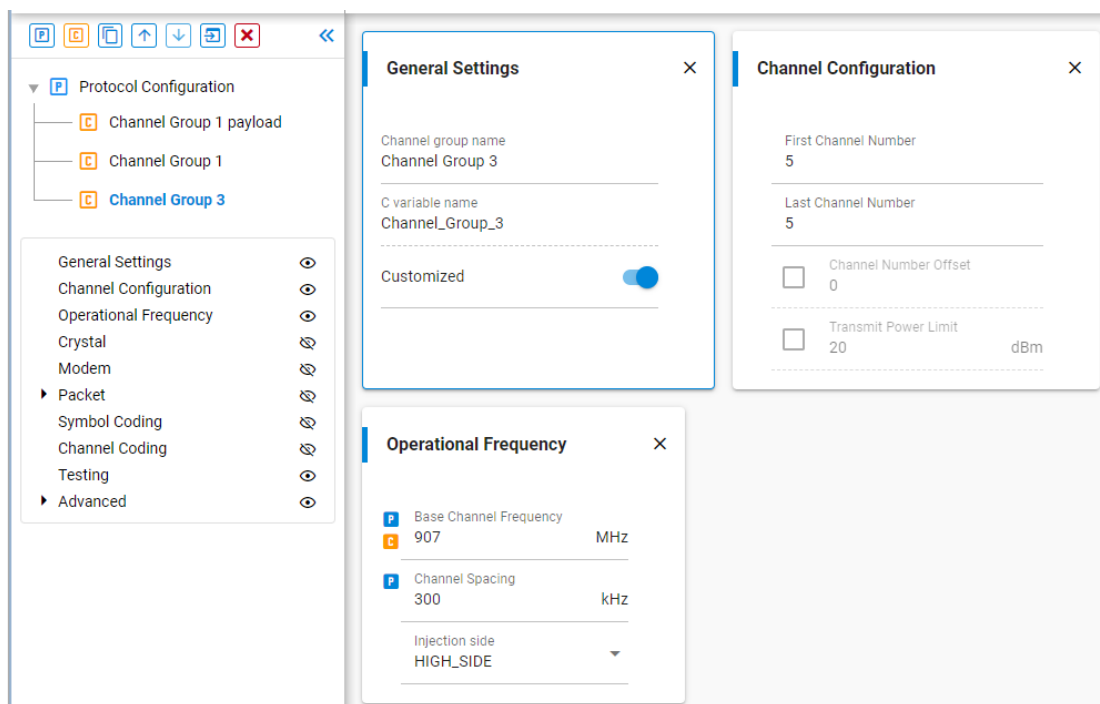 P C
«
P Protocol Configuration
C Channel Group 1 payload
C Channel Group 1
C Channel Group 3
General Settings
Channel Configuration
Operational Frequency
Crystal
Modem
Packet
Symbol Coding
Channel Coding
Testing
Advanced
General Settings
Channel group name
Channel Group 3
C variable name
Channel_Group_3
Customized
Channel Configuration
First Channel Number
5
Last Channel Number
5
Channel Number Offset
0
Transmit Power Limit
20 dBm
Operational Frequency
P Base Channel Frequency
C 907 MHz
P Channel Spacing
300 kHz
Injection side
HIGH_SIDE